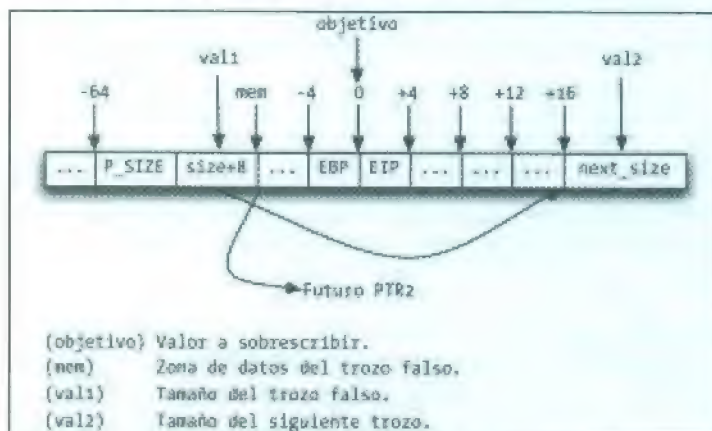 objetivo
val1 val2
-64 mem -4 0 +4 +8 +12 +16
... P_SIZE size+8 ... EBP EIP ... ... ... next_size
Futuro PTR2
(objetivo) Valor a sobrescribir.
(mem) Zona de datos del trozo falso.
(val1) Tamaño del trozo falso.
(val2) Tamaño del siguiente trozo.